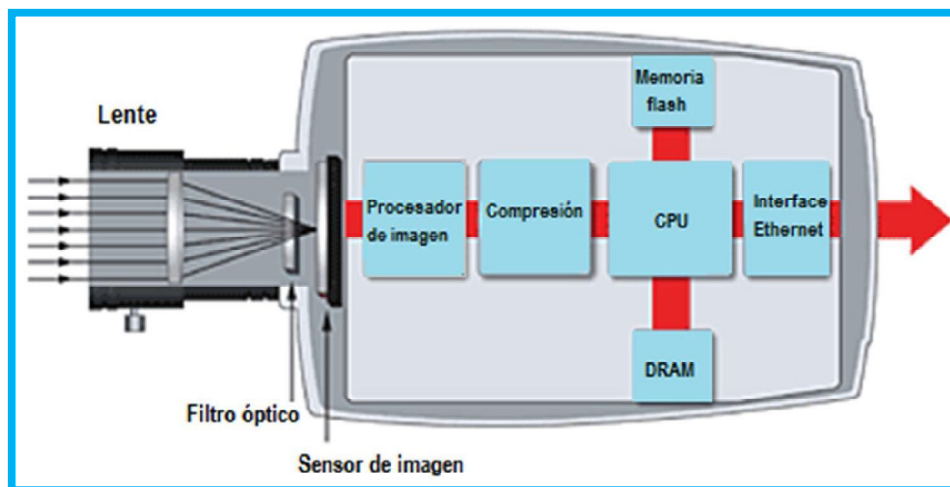 Lente
Memoria
flash
Procesador
de imagen
Compresión
CPU
Interface
Ethernet
DRAM
Filtro óptico
Sensor de imagen